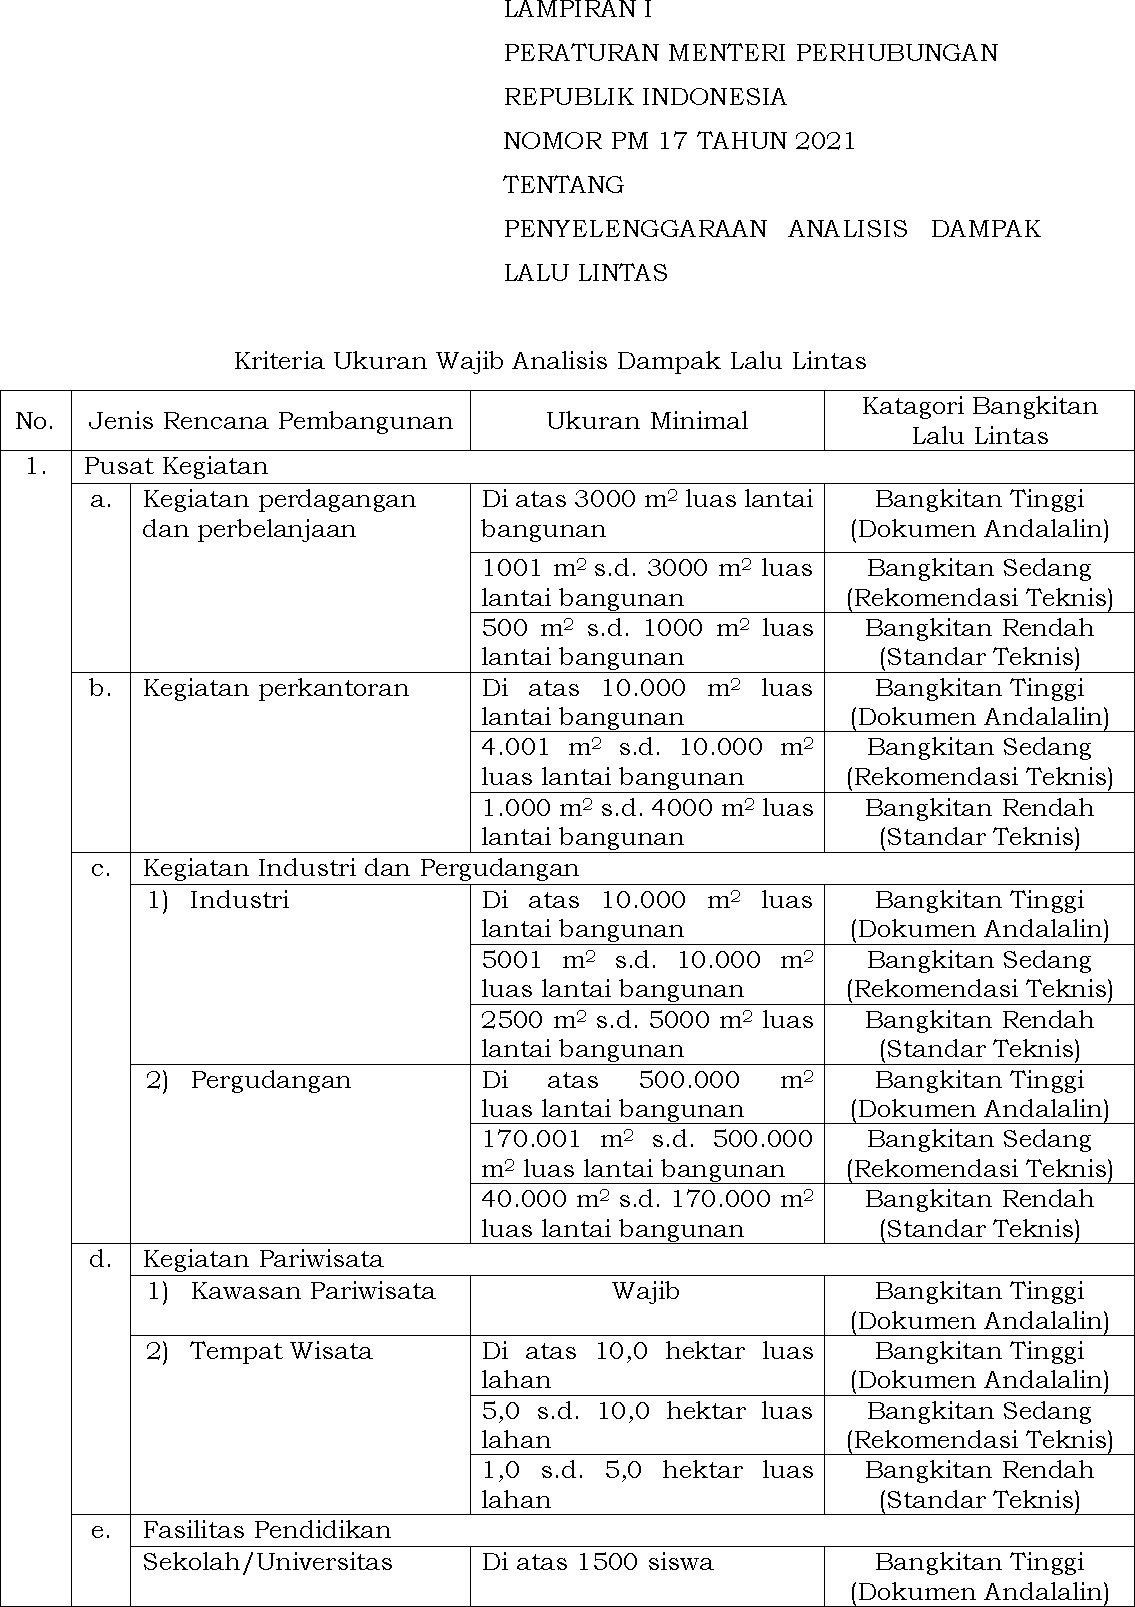 LAMPIRAN I
PERATURAN MENTERI PERHUBUNGAN
REPUBLIK INDONESIA
NOMOR PM 17 TAHUN 2021
TENTANG
PENYELENGGARAAN ANALISIS DAMPAK
LALU LINTAS
Kriteria Ukuran Wajib Analisis Dampak Lalu Lintas
No. Jenis Rencana Pembangunan Ukuran Minimal Katagori Bangkitan
Lalu Lintas
1. Pusat Kegiatan
a. Kegiatan perdagangan Di atas 3000 m² luas lantai Bangkitan Tinggi
dan perbelanjaan bangunan (Dokumen Andalalin)
1001 m² s.d. 3000 m² luas Bangkitan Sedang
lantai bangunan (Rekomendasi Teknis)
500 m² s.d. 1000 m² luas Bangkitan Rendah
lantai bangunan (Standar Teknis)
b. Kegiatan perkantoran Di atas 10.000 m² luas Bangkitan Tinggi
lantai bangunan (Dokumen Andalalin)
4.001 m² s.d. 10.000 m² Bangkitan Sedang
luas lantai bangunan (Rekomendasi Teknis)
1.000 m² s.d. 4000 m² luas Bangkitan Rendah
lantai bangunan (Standar Teknis)
c. Kegiatan Industri dan Pergudangan
1) Industri Di atas 10.000 m² luas Bangkitan Tinggi
lantai bangunan (Dokumen Andalalin)
5001 m² s.d. 10.000 m² Bangkitan Sedang
luas lantai bangunan (Rekomendasi Teknis)
2500 m² s.d. 5000 m² luas Bangkitan Rendah
lantai bangunan (Standar Teknis)
2) Pergudangan Di atas 500.000 m² Bangkitan Tinggi
luas lantai bangunan (Dokumen Andalalin)
170.001 m² s.d. 500.000 Bangkitan Sedang
m² luas lantai bangunan (Rekomendasi Teknis)
40.000 m² s.d. 170.000 m² Bangkitan Rendah
luas lantai bangunan (Standar Teknis)
d. Kegiatan Pariwisata
1) Kawasan Pariwisata Wajib Bangkitan Tinggi
(Dokumen Andalalin)
2) Tempat Wisata Di atas 10,0 hektar luas Bangkitan Tinggi
lahan (Dokumen Andalalin)
5,0 s.d. 10,0 hektar luas Bangkitan Sedang
lahan (Rekomendasi Teknis)
1,0 s.d. 5,0 hektar luas Bangkitan Rendah
lahan (Standar Teknis)
e. Fasilitas Pendidikan
Sekolah/Universitas Di atas 1500 siswa Bangkitan Tinggi
(Dokumen Andalalin)